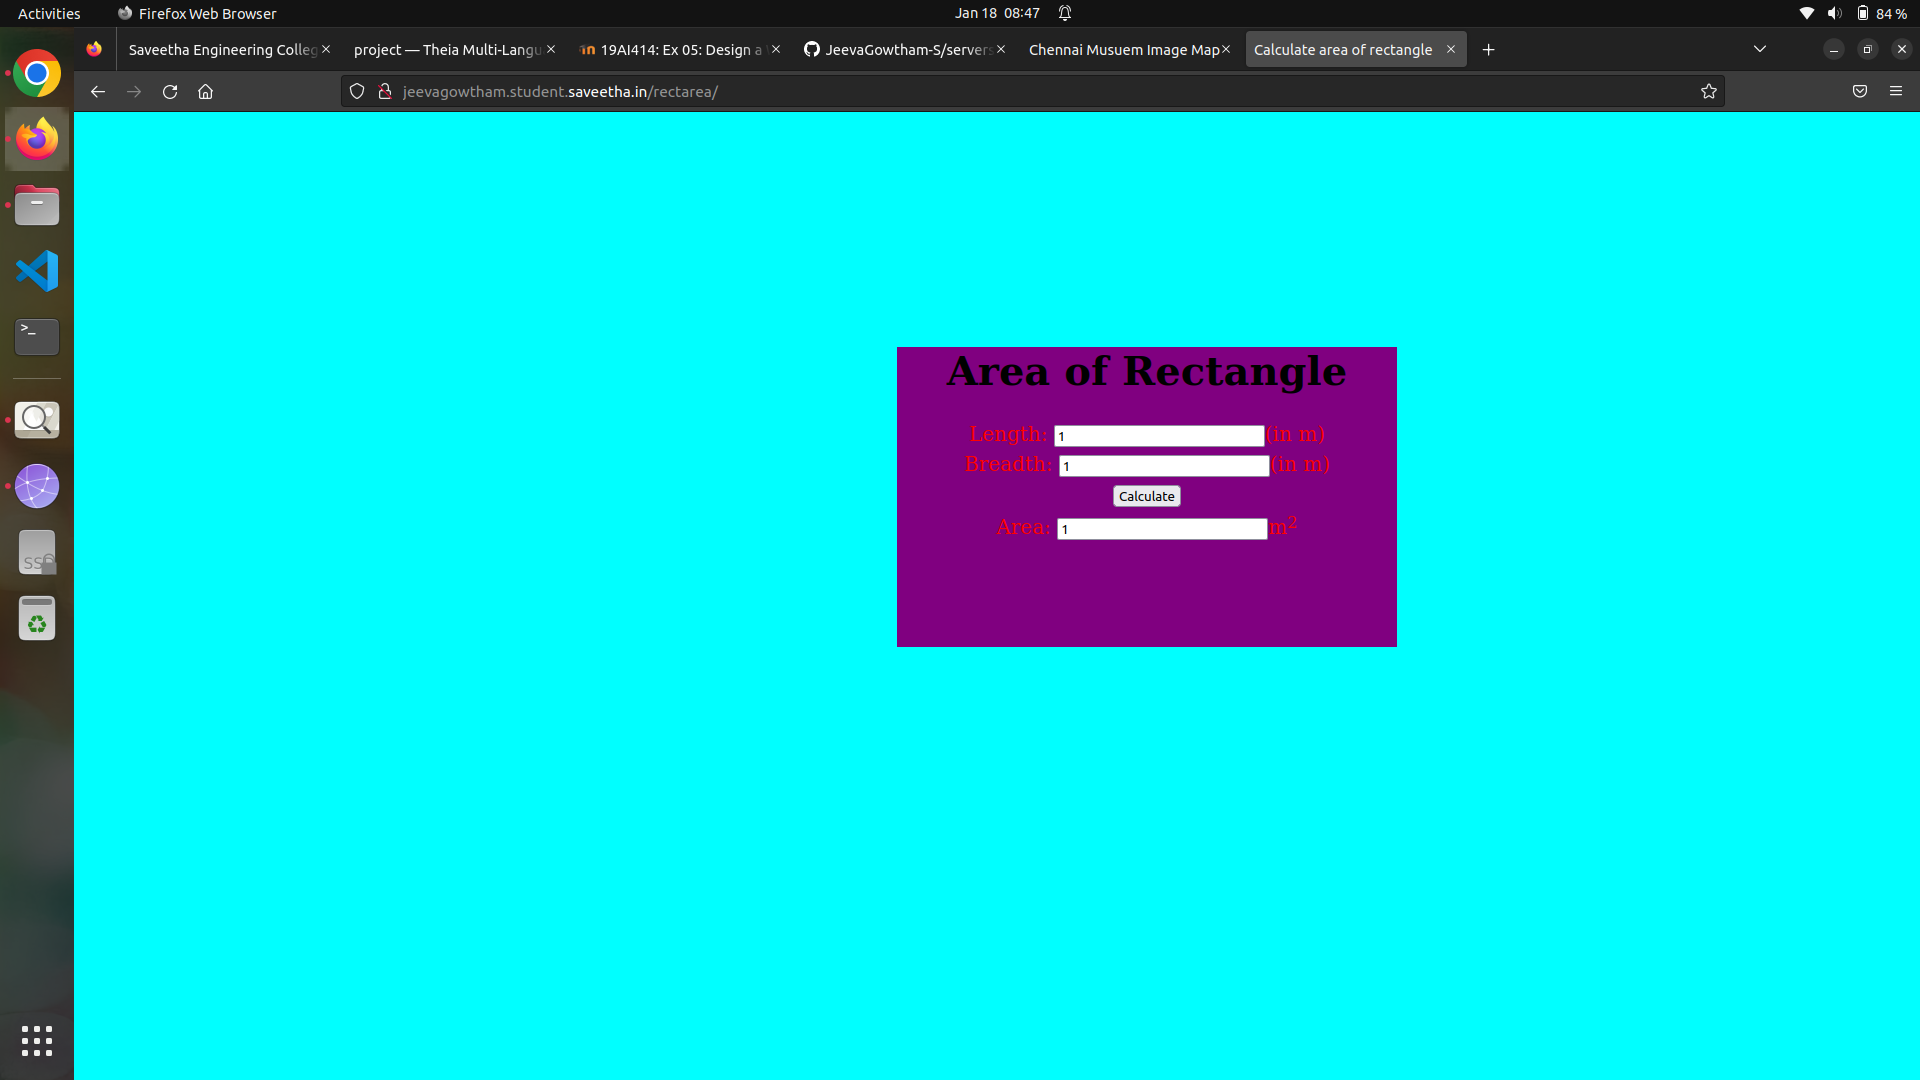 Activities
Firefox Web Browser
Jan 18 08:47
84 %
Saveetha Engineering Colleg
project — Theia Multi-Langu
19AI414: Ex 05: Design a
JeevaGowtham-S/servers
Chennai Musuem Image Map
Calculate area of rectangle
jeevagowtham.student.saveetha.in/rectarea/
>_
SS
Area of Rectangle
Length: 1 (in m)
Breadth: 1 (in m)
Calculate
Area: 1 m²